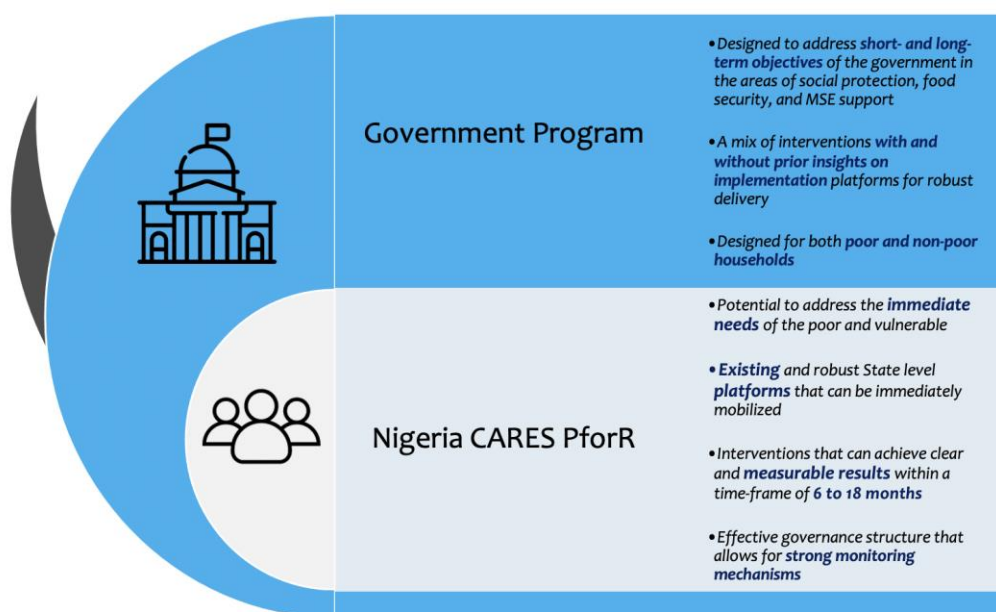 Government Program
•Designed to address short- and long-
term objectives of the government in
the areas of social protection, food
security, and MSE support
•A mix of interventions with and
without prior insights on
implementation platforms for robust
delivery
•Designed for both poor and non-poor
households
Nigeria CARES PforR
•Potential to address the immediate
needs of the poor and vulnerable
•Existing and robust State level
platforms that can be immediately
mobilized
•Interventions that can achieve clear
and measurable results within a
time-frame of 6 to 18 months
•Effective governance structure that
allows for strong monitoring
mechanisms